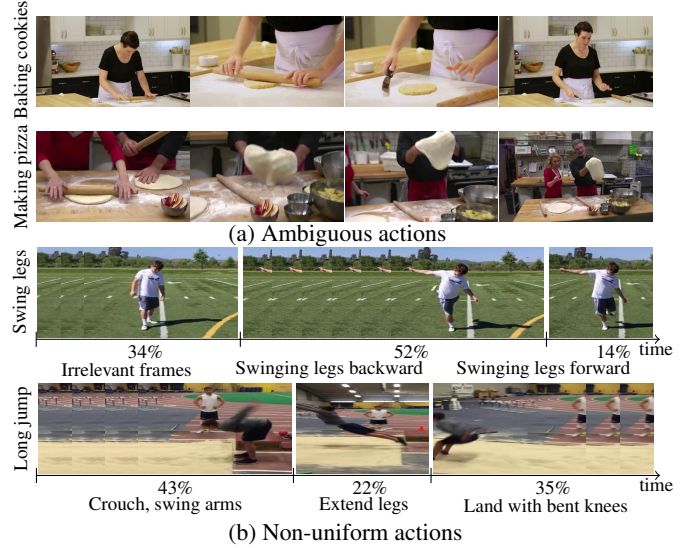 Baking cookies
Making pizza
(a) Ambiguous actions
Swing legs
34% 52% 14% time
Irrelevant frames Swinging legs backward Swinging legs forward
Long jump
43% 22% 35% time
Crouch, swing arms Extend legs Land with bent knees
(b) Non-uniform actions